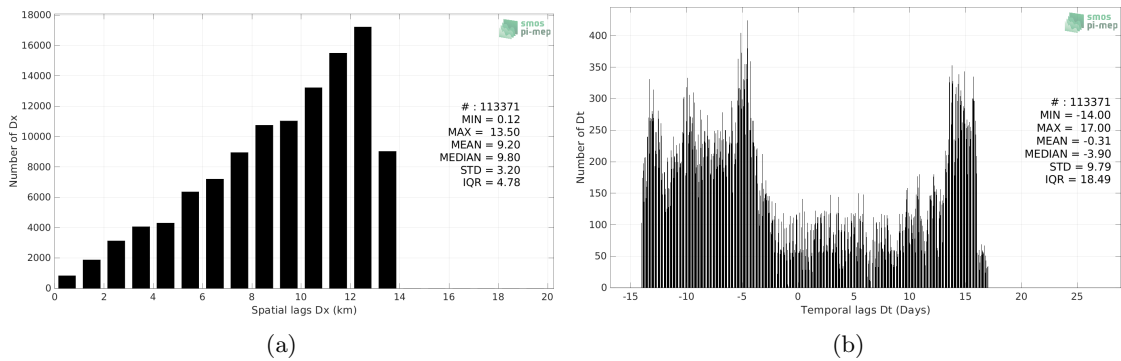 18000
16000
14000
12000
10000
8000
6000
4000
2000
0
Number of Dx
0 2 4 6 8 10 12 14 16 18 20
Spatial lags Dx (km)
smos
pi-mep
# : 113371
MIN = 0.12
MAX = 13.50
MEAN = 9.20
MEDIAN = 9.80
STD = 3.20
IQR = 4.78
(a)
400
350
300
250
200
150
100
50
0
Number of Dt
-15 -10 -5 0 5 10 15 20 25
Temporal lags Dt (Days)
smos
pi-mep
# : 113371
MIN = -14.00
MAX = 17.00
MEAN = -0.31
MEDIAN = -3.90
STD = 9.79
IQR = 18.49
(b)